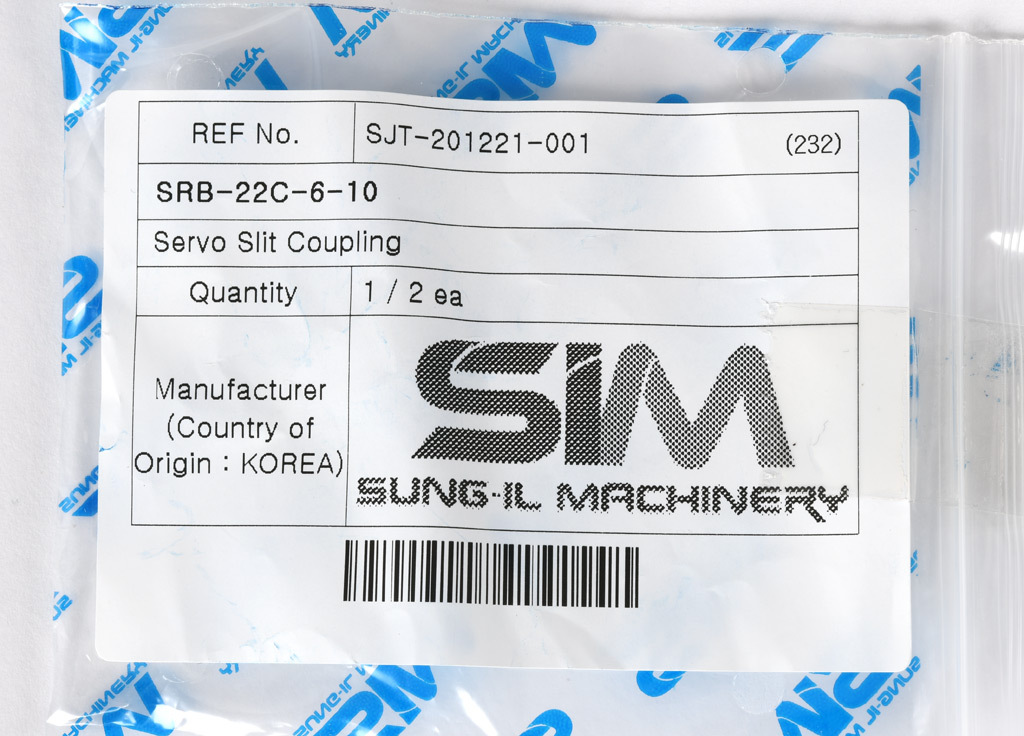 REF No. SJT-201221-001 (232)
SRB-22C-6-10
Servo Slit Coupling
Quantity 1 / 2 ea
Manufacturer
(Country of
Origin : KOREA)
SIM
SUNG-IL MACHINERY